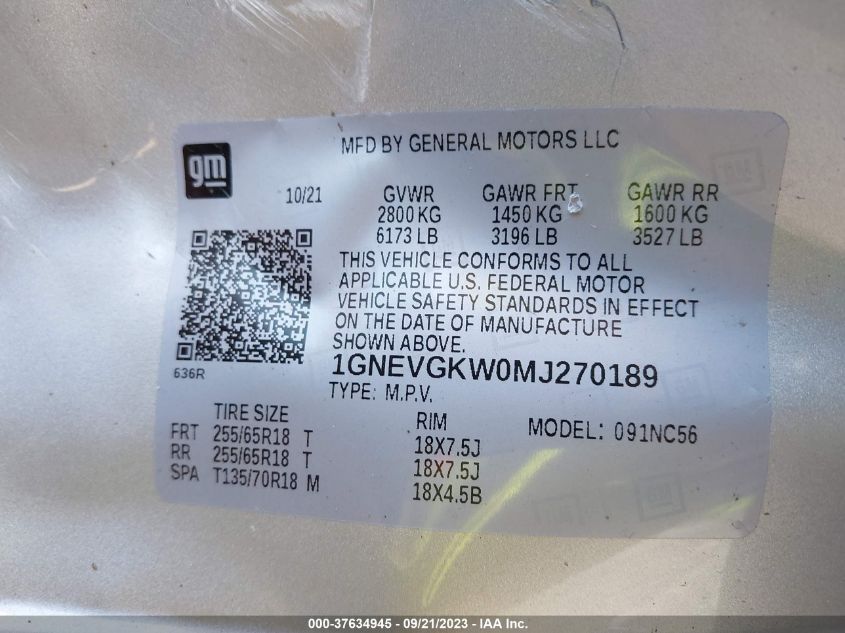 gm
MFD BY GENERAL MOTORS LLC
10/21 GVWR GAWR FRT GAWR RR
2800 KG 1450 KG 1600 KG
6173 LB 3196 LB 3527 LB
THIS VEHICLE CONFORMS TO ALL
APPLICABLE U.S. FEDERAL MOTOR
VEHICLE SAFETY STANDARDS IN EFFECT
ON THE DATE OF MANUFACTURE
SHOWN ABOVE.
636R
1GNEVGKW0MJ270189
TYPE: M.P.V.
TIRE SIZE RIM MODEL: 091NC56
FRT 255/65R18 T 18X7.5J
RR 255/65R18 T 18X7.5J
SPA T135/70R18 M 18X4.5B
000-37634945 - 09/21/2023 - IAA Inc.